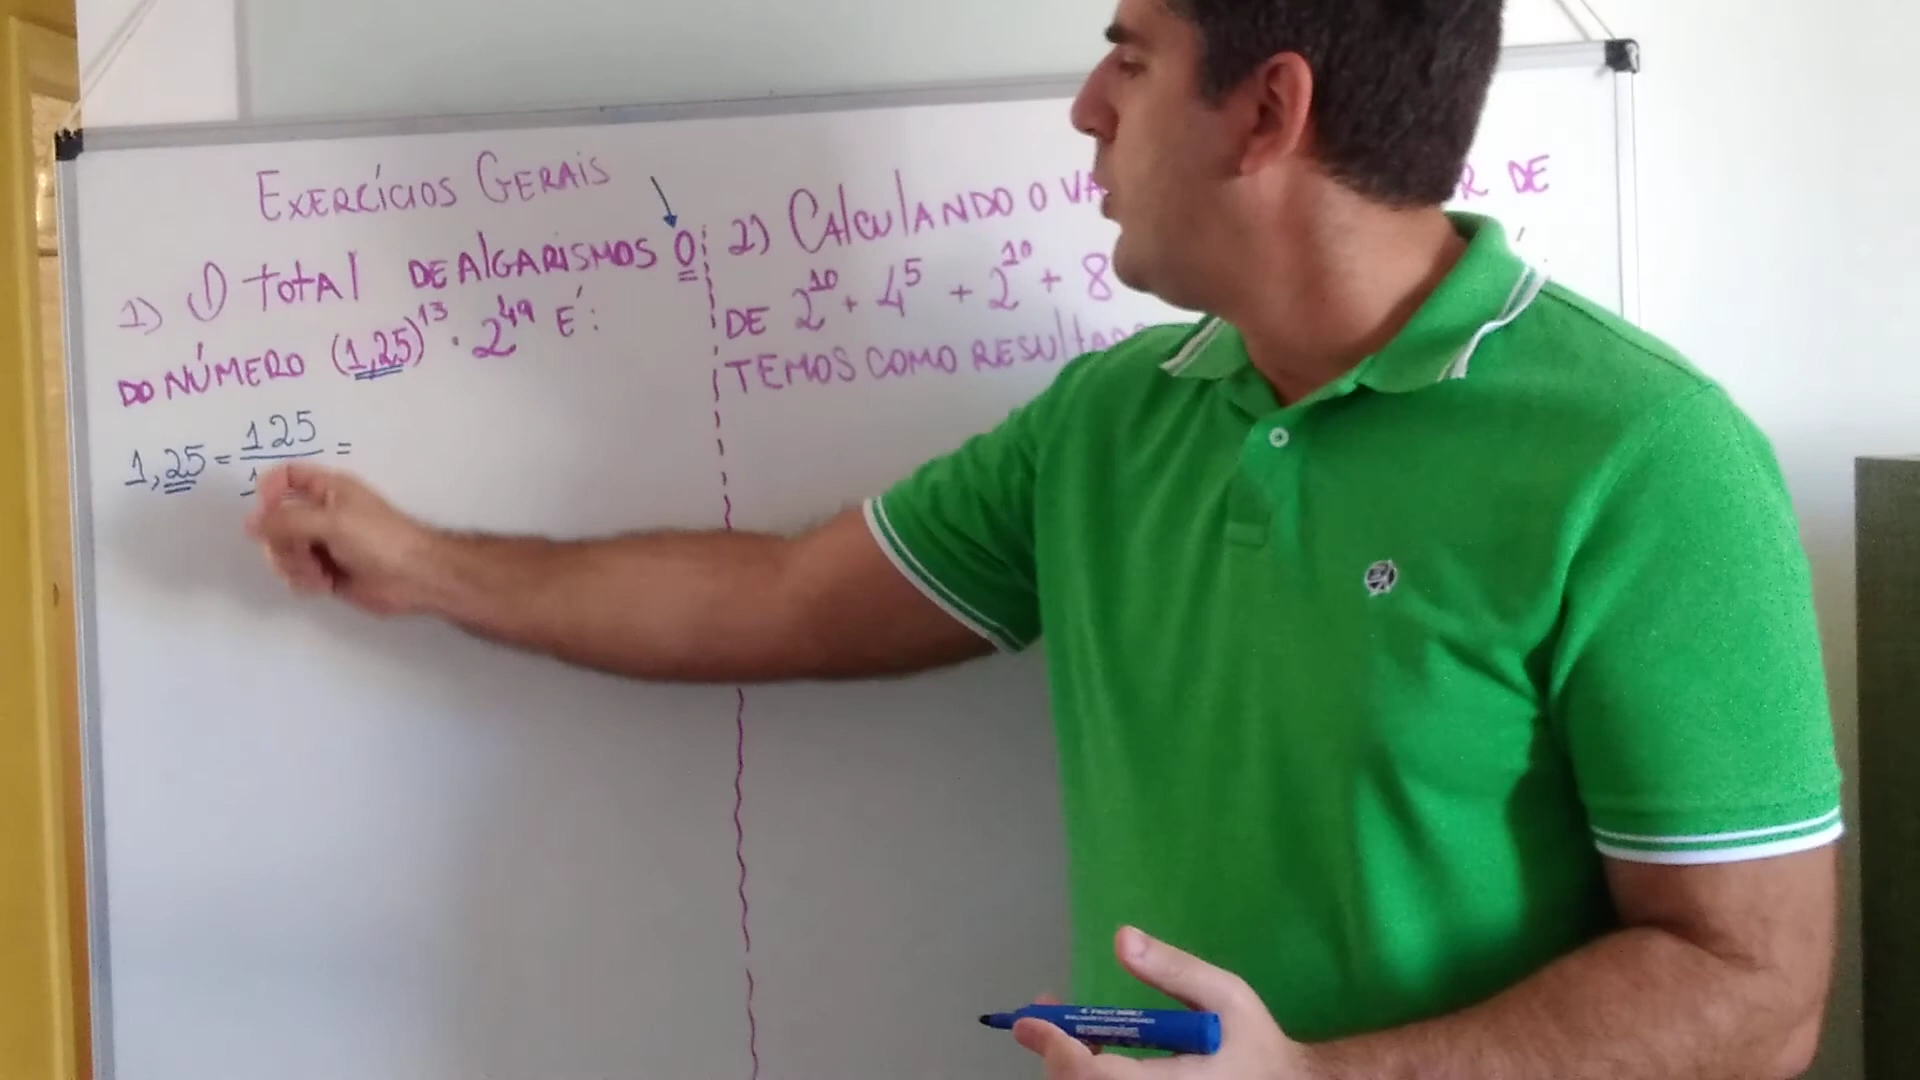 EXERCÍCIOS GERAIS
1) O TOTAL DE ALGARISMOS 0
DO NÚMERO (1,25)¹³ · 2⁴⁹ É:
1,25 = 125 =
2) CALCULANDO O VA R DE
DE 2¹⁰ + 4⁵ + 2¹⁰ + 8
TEMOS COMO